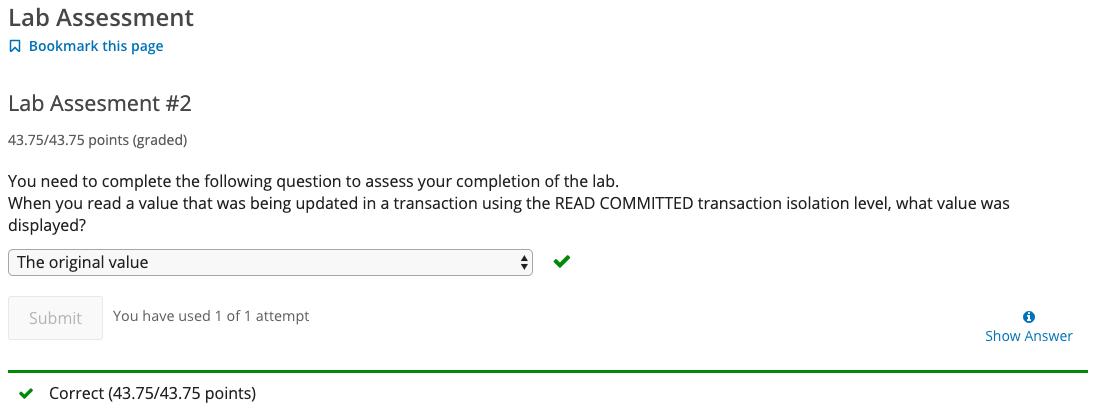 Lab Assessment
Bookmark this page
Lab Assesment #2
43.75/43.75 points (graded)
You need to complete the following question to assess your completion of the lab.
When you read a value that was being updated in a transaction using the READ COMMITTED transaction isolation level, what value was
displayed?
The original value
Submit
You have used 1 of 1 attempt
Show Answer
Correct (43.75/43.75 points)